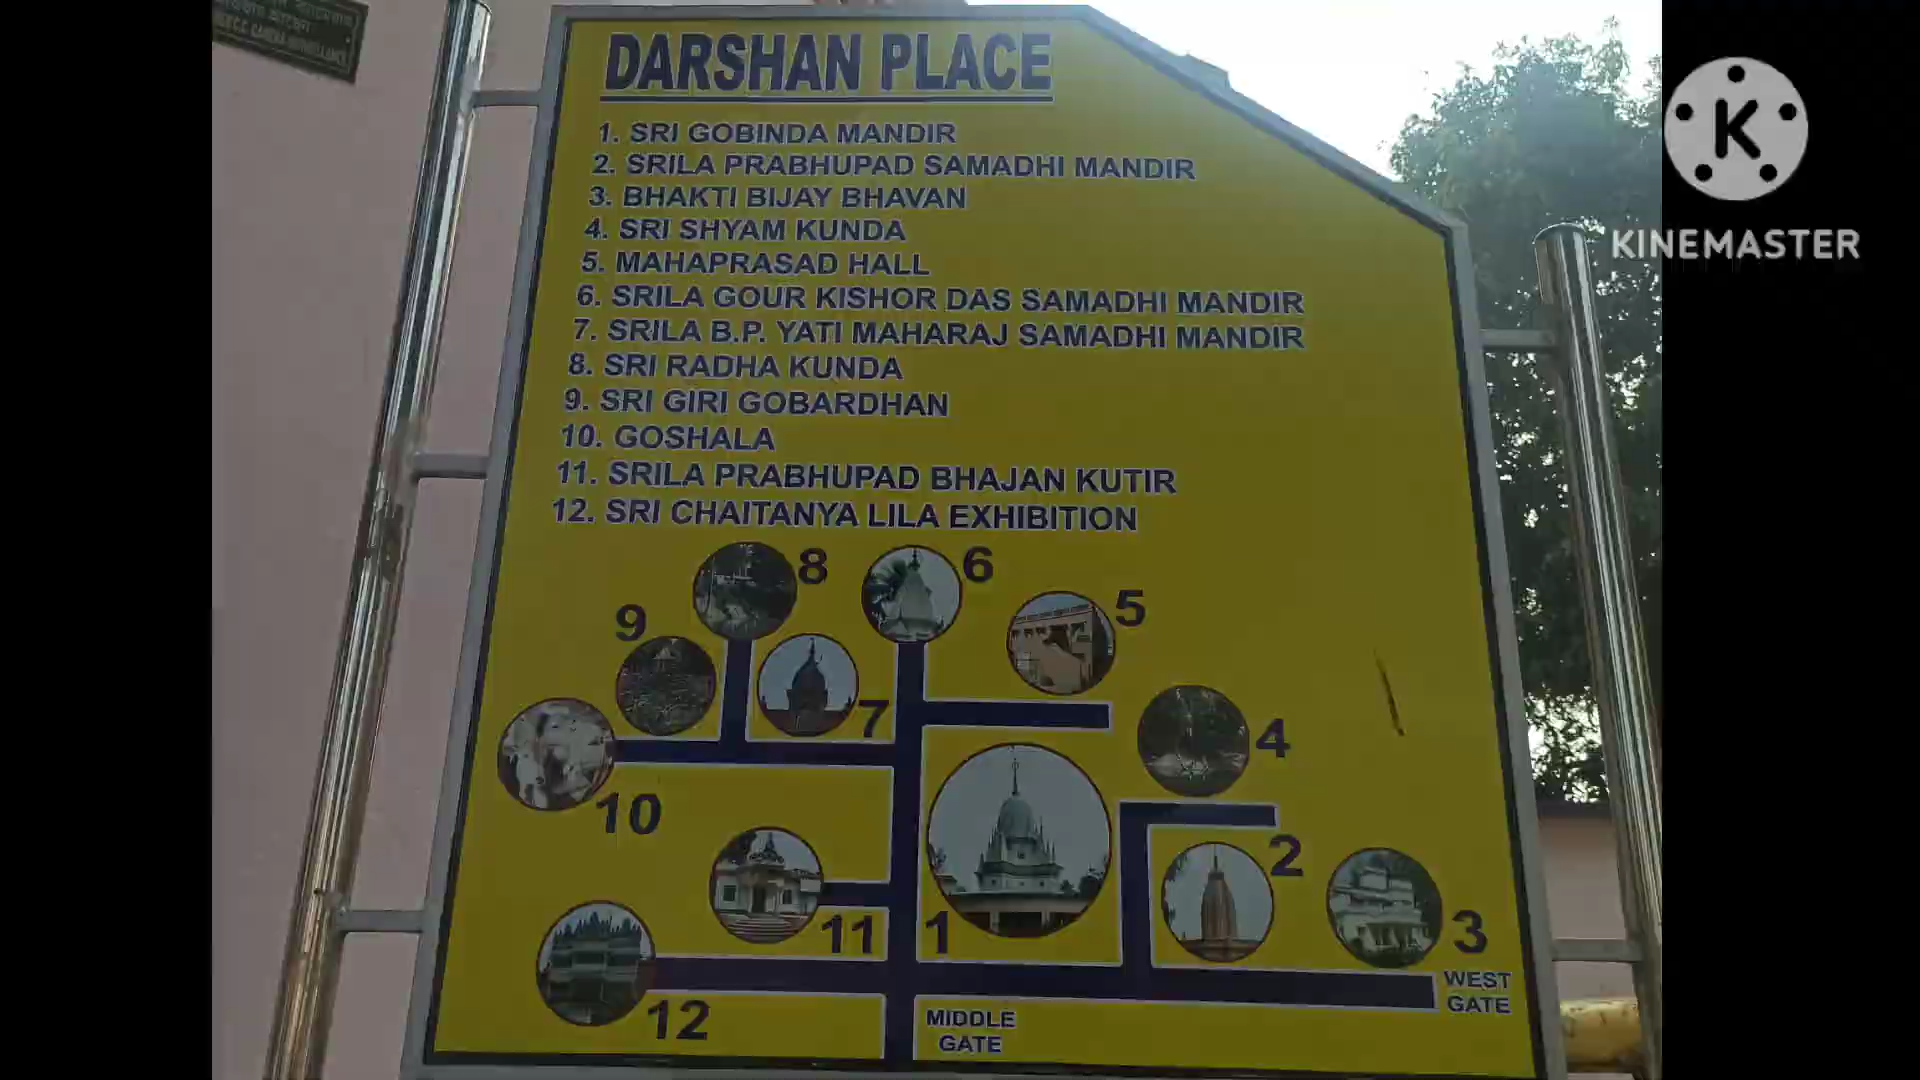 C.C. CAMERA SURVEILLANCE
DARSHAN PLACE
1. SRI GOBINDA MANDIR
2. SRILA PRABHUPAD SAMADHI MANDIR
3. BHAKTI BIJAY BHAVAN
4. SRI SHYAM KUNDA
5. MAHAPRASAD HALL
6. SRILA GOUR KISHOR DAS SAMADHI MANDIR
7. SRILA B.P. YATI MAHARAJ SAMADHI MANDIR
8. SRI RADHA KUNDA
9. SRI GIRI GOBARDHAN
10. GOSHALA
11. SRILA PRABHUPAD BHAJAN KUTIR
12. SRI CHAITANYA LILA EXHIBITION
8
6
9
5
7
4
10
2
11
1
3
12
WEST
GATE
MIDDLE
GATE
K
KINEMASTER